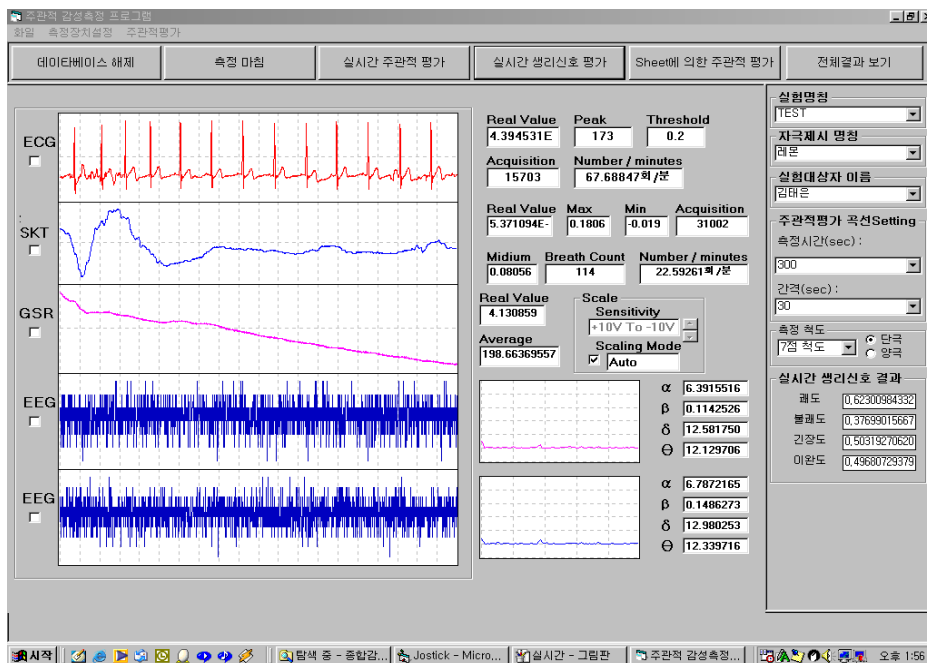 주관적 감성측정 프로그램
화일 측정장치설정 주관적평가
데이타베이스 해제 측정 마침 실시간 주관적 평가 실시간 생리신호 평가 Sheet에 의한 주관적 평가 전체결과 보기
ECG
SKT
GSR
EEG
EEG
Real Value Peak Threshold
4.394531E 173 0.2
Acquisition Number / minutes
15703 67.68847회/분
Real Value Max Min Acquisition
5.371094E- 0.1806 -0.019 31002
Midium Breath Count Number / minutes
0.08056 114 22.59261회/분
Real Value
4.130859
Average
198.66369557
Scale
Sensitivity
+10V To -10V
Scaling Mode
Auto
α 6.3915516
β 0.1142526
δ 12.581750
Θ 12.129706
α 6.7872165
β 0.1486273
δ 12.980253
Θ 12.339716
실험명칭
TEST
자극제시 명칭
레몬
실험대상자 이름
김태은
주관적평가 곡선Setting
측정시간(sec) :
300
간격(sec) :
30
측정 척도
7점 척도
단극
양극
실시간 생리신호 결과
쾌도 0,62300984332
불쾌도 0,37699015667
긴장도 0,50319270620
이완도 0,49680729379
시작 탐색 중 - 종합감... Jostick - Micro... 실시간 - 그림판 주관적 감성측정... 오후 1:56